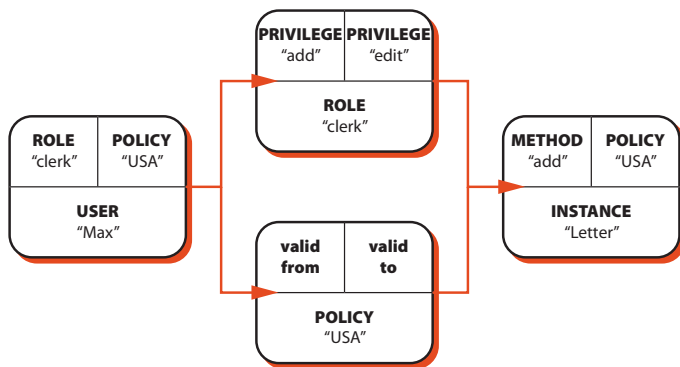 PRIVILEGE PRIVILEGE
“add” “edit”
ROLE
“clerk”
ROLE POLICY
“clerk” “USA”
USER
“Max”
METHOD POLICY
“add” “USA”
INSTANCE
“Letter”
valid valid
from to
POLICY
“USA”